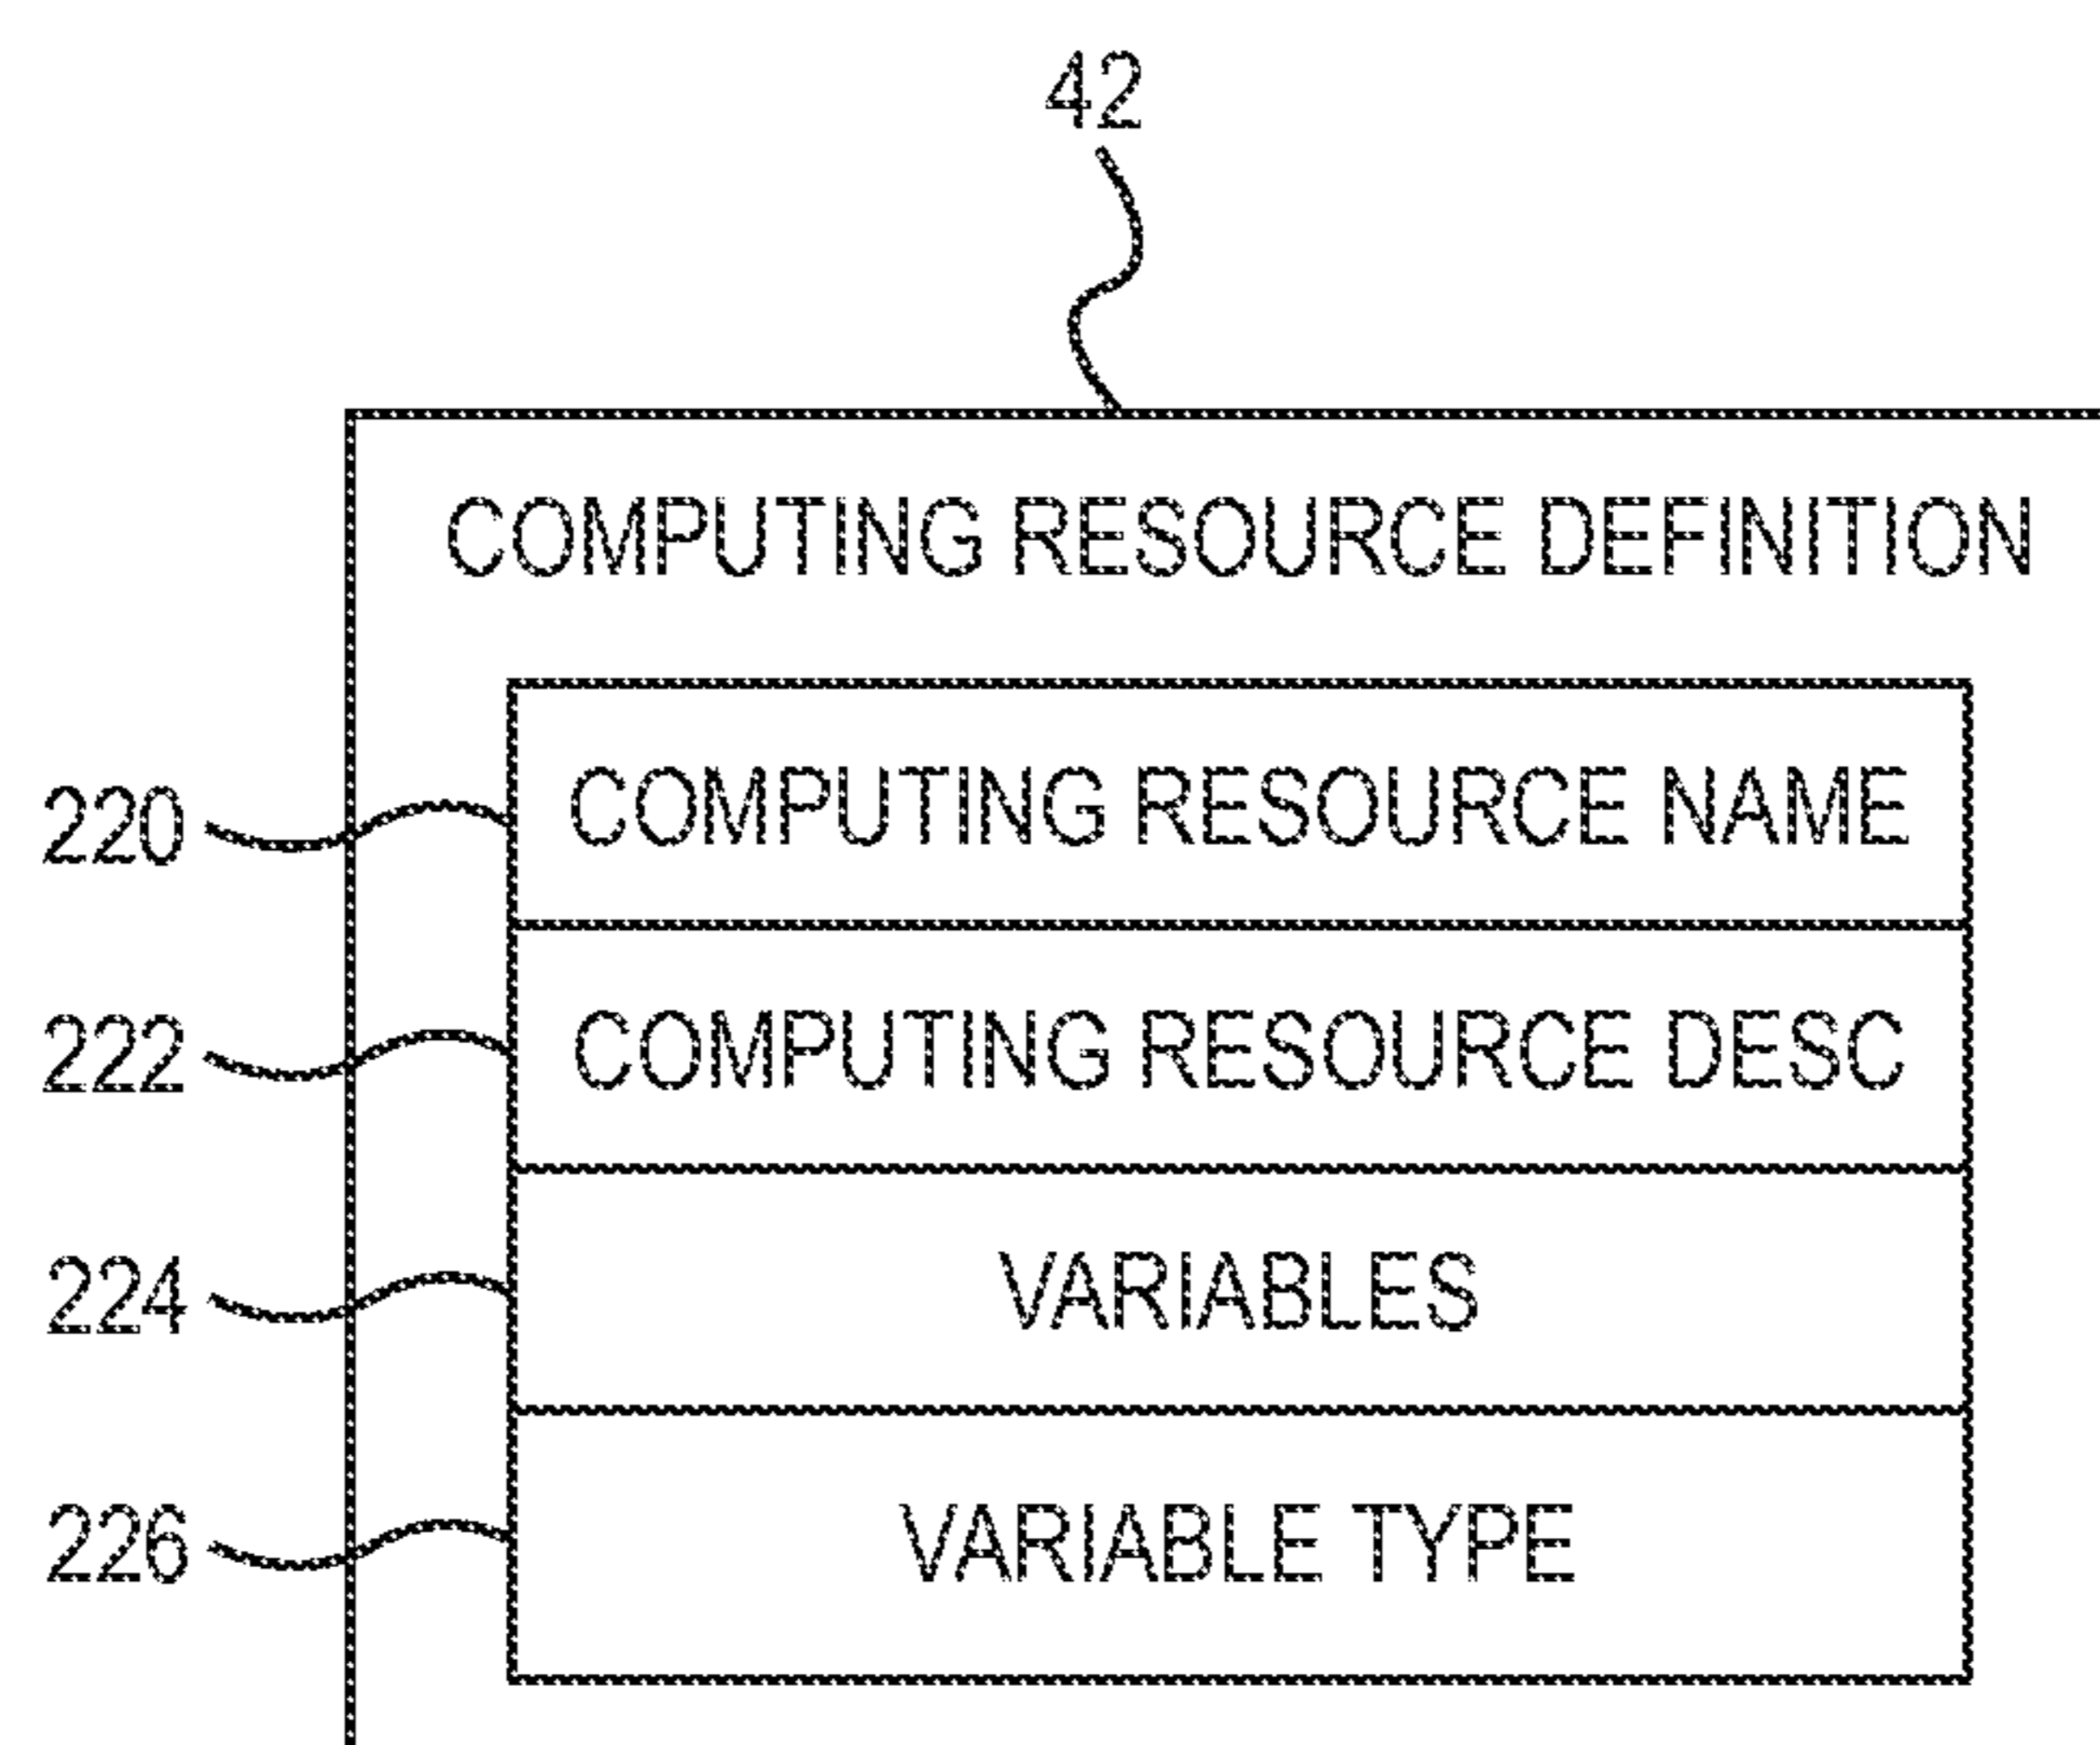 42
COMPUTING RESOURCE DEFINITION
220 COMPUTING RESOURCE NAME
222 COMPUTING RESOURCE DESC
224 VARIABLES
226 VARIABLE TYPE